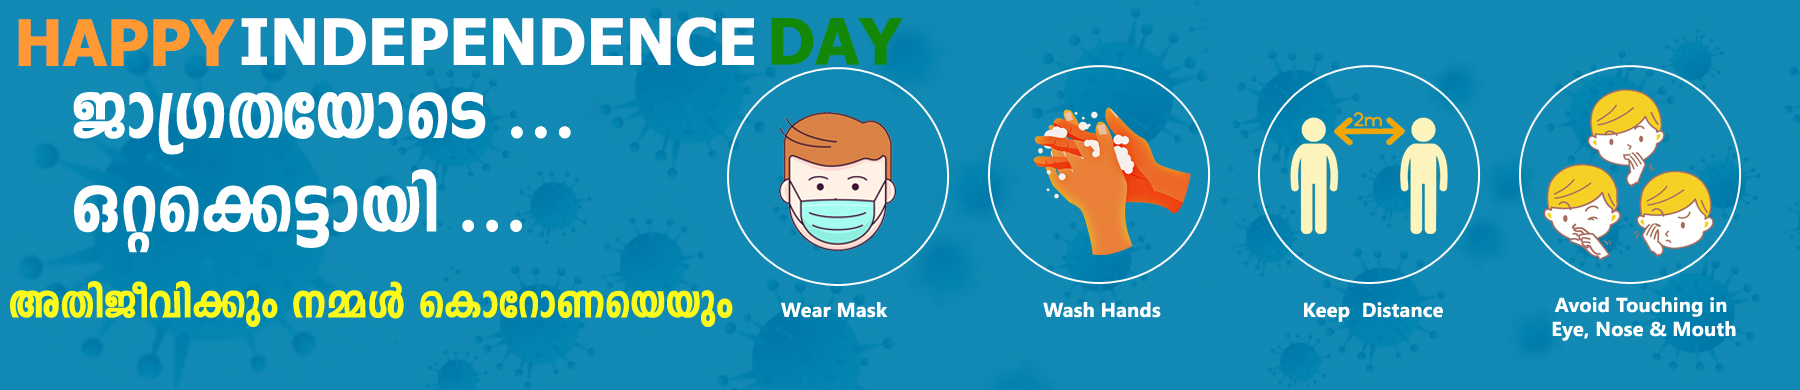 HAPPY INDEPENDENCE DAY
ജാഗ്രതയോടെ ...
ഒറ്റക്കെട്ടായി ...
അതിജീവിക്കും നമ്മൾ കൊറോണയെയും
2m
Wear Mask
Wash Hands
Keep Distance
Avoid Touching in
Eye, Nose & Mouth